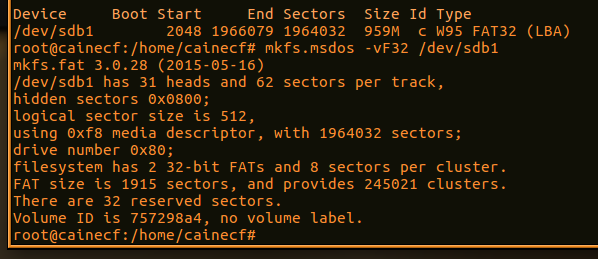 Device     Boot Start     End Sectors  Size Id Type
/dev/sdb1        2048 1966079 1964032  959M  c W95 FAT32 (LBA)
root@cainecf:/home/cainecf# mkfs.msdos -vF32 /dev/sdb1
mkfs.fat 3.0.28 (2015-05-16)
/dev/sdb1 has 31 heads and 62 sectors per track,
hidden sectors 0x0800;
logical sector size is 512,
using 0xf8 media descriptor, with 1964032 sectors;
drive number 0x80;
filesystem has 2 32-bit FATs and 8 sectors per cluster.
FAT size is 1915 sectors, and provides 245021 clusters.
There are 32 reserved sectors.
Volume ID is 757298a4, no volume label.
root@cainecf:/home/cainecf#